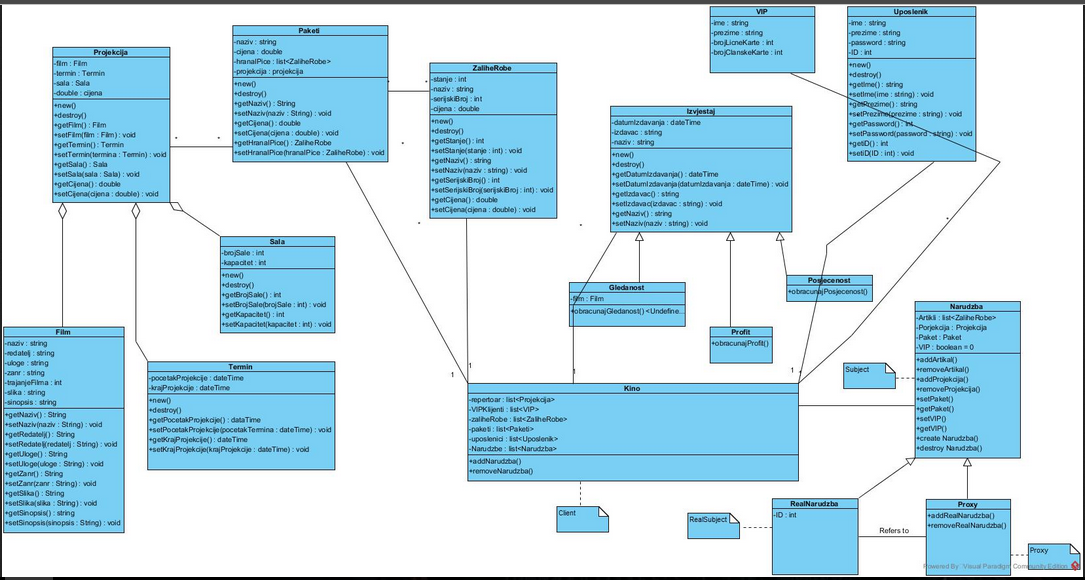 Projekcija
-film : Film
-termin : Termin
-sala : Sala
-double : cijena
+new()
+destroy()
+getFilm() : Film
+setFilm(film : Film) : void
+getTermin() : Termin
+setTermin(termina : Termin) : void
+getSala() : Sala
+setSala(sala : Sala) : void
+getCijena() : double
+setCijena(cijena : double) : void
Paketi
-naziv : string
-cijena : double
-hranaIPice : list<ZaliheRobe>
-projekcija : projekcija
+new()
+destroy()
+getNaziv() : String
+setNaziv(naziv : String) : void
+getCijena() : double
+setCijena(cijena : double) : void
+getHranaIPice() : ZaliheRobe
+setHranaIPice(hranaIPice : ZaliheRobe) : void
ZaliheRobe
-stanje : int
-naziv : string
-serijskiBroj : int
-cijena : double
+new()
+destroy()
+getStanje() : int
+setStanje(stanje : int) : void
+getNaziv() : string
+setNaziv(naziv : string) : void
+getSerijskiBroj() : int
+setSerijskiBroj(serijskiBroj : int) : void
+getCijena() : double
+setCijena(cijena : double) : void
VIP
-ime : string
-prezime : string
-brojLicneKarte : int
-brojClanskeKarte : int
Uposlenik
-ime : string
-prezime : string
-password : string
-ID : int
+new()
+destroy()
+getIme() : string
+setIme(ime : string) : void
+getPrezime() : string
+setPrezime(prezime : string) : void
+getPassword() : int
+setPassword(password : string) : void
+getID() : int
+setID(ID : int) : void
Izvjestaj
-datumIzdavanja : dateTime
-izdavac : string
-naziv : string
+new()
+destroy()
+getDatumIzdavanja() : dateTime
+setDatumIzdavanja(datumIzdavanja : dateTime) : void
+getIzdavac() : string
+setIzdavac(izdavac : string) : void
+getNaziv() : string
+setNaziv(naziv : string) : void
Sala
-brojSale : int
-kapacitet : int
+new()
+destroy()
+getBrojSale() : int
+setBrojSale(brojSale : int) : void
+getKapacitet() : int
+setKapacitet(kapacitet : int) : void
Gledanost
-film : Film
+obracunajGledanost() <Undefine...
Posjecenost
+obracunajPosjecenost()
Profit
+obracunajProfit()
Film
-naziv : string
-redatelj : string
-uloge : string
-zanr : string
-trajanjeFilma : int
-slika : string
-sinopsis : string
+getNaziv() : String
+setNaziv(naziv : String) : void
+getRedatelj() : String
+setRedatelj(redatelj : String) : void
+getUloge() : String
+setUloge(uloge : String) : void
+getZanr() : String
+setZanr(zanr : String) : void
+getSlika() : String
+setSlika(slika : String) : void
+getSinopsis() : string
+setSinopsis(sinopsis : String) : void
Termin
-pocetakProjekcije : dateTime
-krajProjekcije : dateTime
+new()
+destroy()
+getPocetakProjekcije() : dataTime
+setPocetakProjekcije(pocetakTermina : dateTime) : void
+getKrajProjekcije() : dateTime
+setKrajProjekcije(krajProjekcije : dateTime) : void
Narudzba
-Artikli : list<ZaliheRobe>
-Porjekcija : Projekcija
-Paket : Paket
-VIP : boolean = 0
+addArtikal()
+removeArtikal()
+addProjekcija()
+removeProjekcija()
+setPaket()
+getPaket()
+setVIP()
+getVIP()
+create Narudzba()
+destroy Narudzba()
Subject
1
1
1
1
Kino
-repertoar : list<Projekcija>
-VIPKlijenti : list<VIP>
-zaliheRobe : list<ZaliheRobe>
-paketi : list<Paketi>
-uposlenici : list<Uposlenik>
-Narudzbe : list<Narudzba>
+addNarudzba()
+removeNarudzba()
Client
RealSubject
RealNarudzba
-ID : int
Refers to
Proxy
+addRealNarudzba()
+removeRealNarudzba()
Proxy
Powered By Visual Paradigm Community Edition